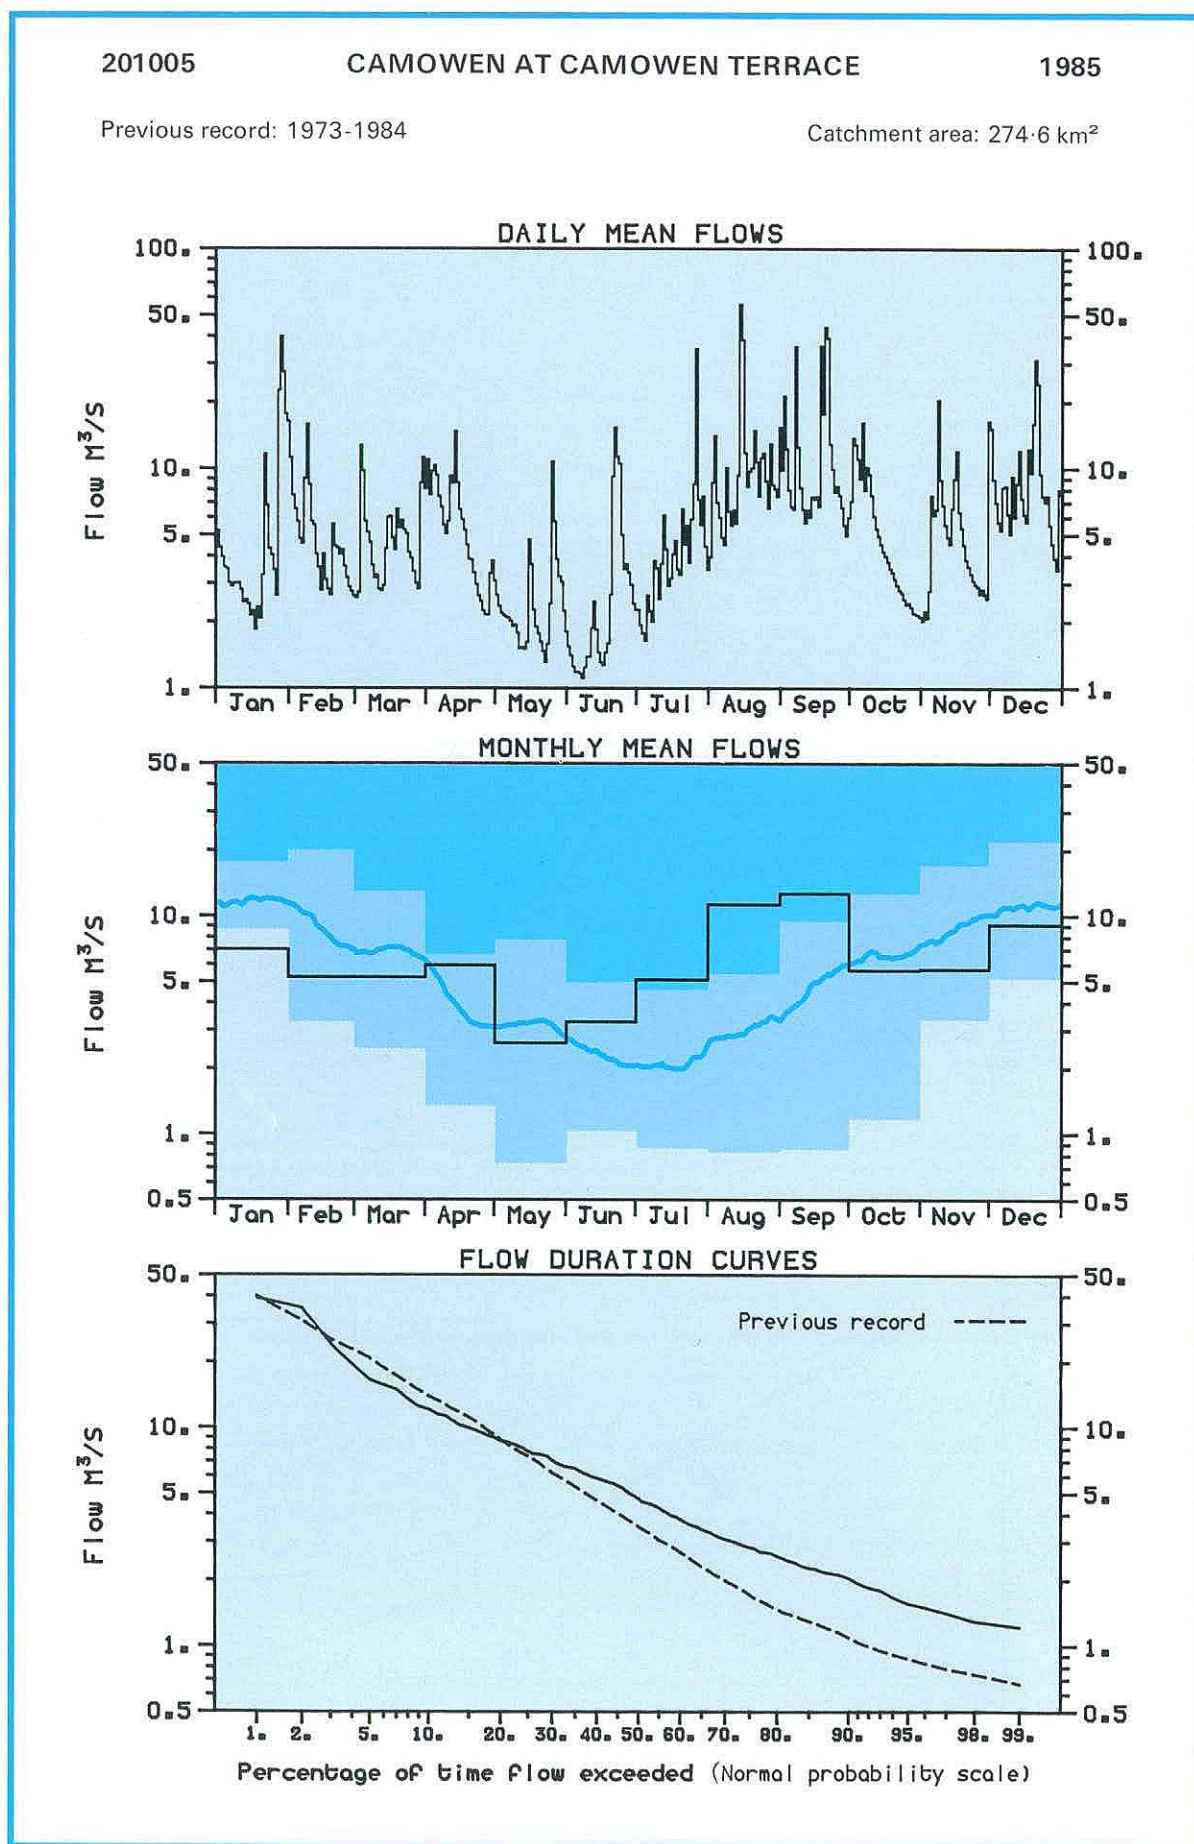 201005 CAMOWEN AT CAMOWEN TERRACE 1985
Previous record: 1973-1984 Catchment area: 274·6 km²
DAILY MEAN FLOWS
100. 100.
50. 50.
10. 10.
5. 5.
1. 1.
Flow M³/S
Jan Feb Mar Apr May Jun Jul Aug Sep Oct Nov Dec
MONTHLY MEAN FLOWS
50. 50.
10. 10.
5. 5.
1. 1.
0.5 0.5
Flow M³/S
Jan Feb Mar Apr May Jun Jul Aug Sep Oct Nov Dec
FLOW DURATION CURVES
50. 50.
Previous record
10. 10.
5. 5.
1. 1.
0.5 0.5
Flow M³/S
1. 2. 5. 10. 20. 30. 40. 50. 60. 70. 80. 90. 95. 98. 99.
Percentage of time flow exceeded (Normal probability scale)